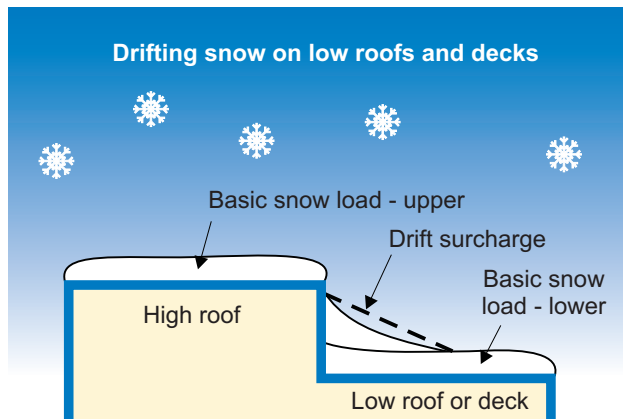 Drifting snow on low roofs and decks
Basic snow load - upper
Drift surcharge
Basic snow
load - lower
High roof
Low roof or deck